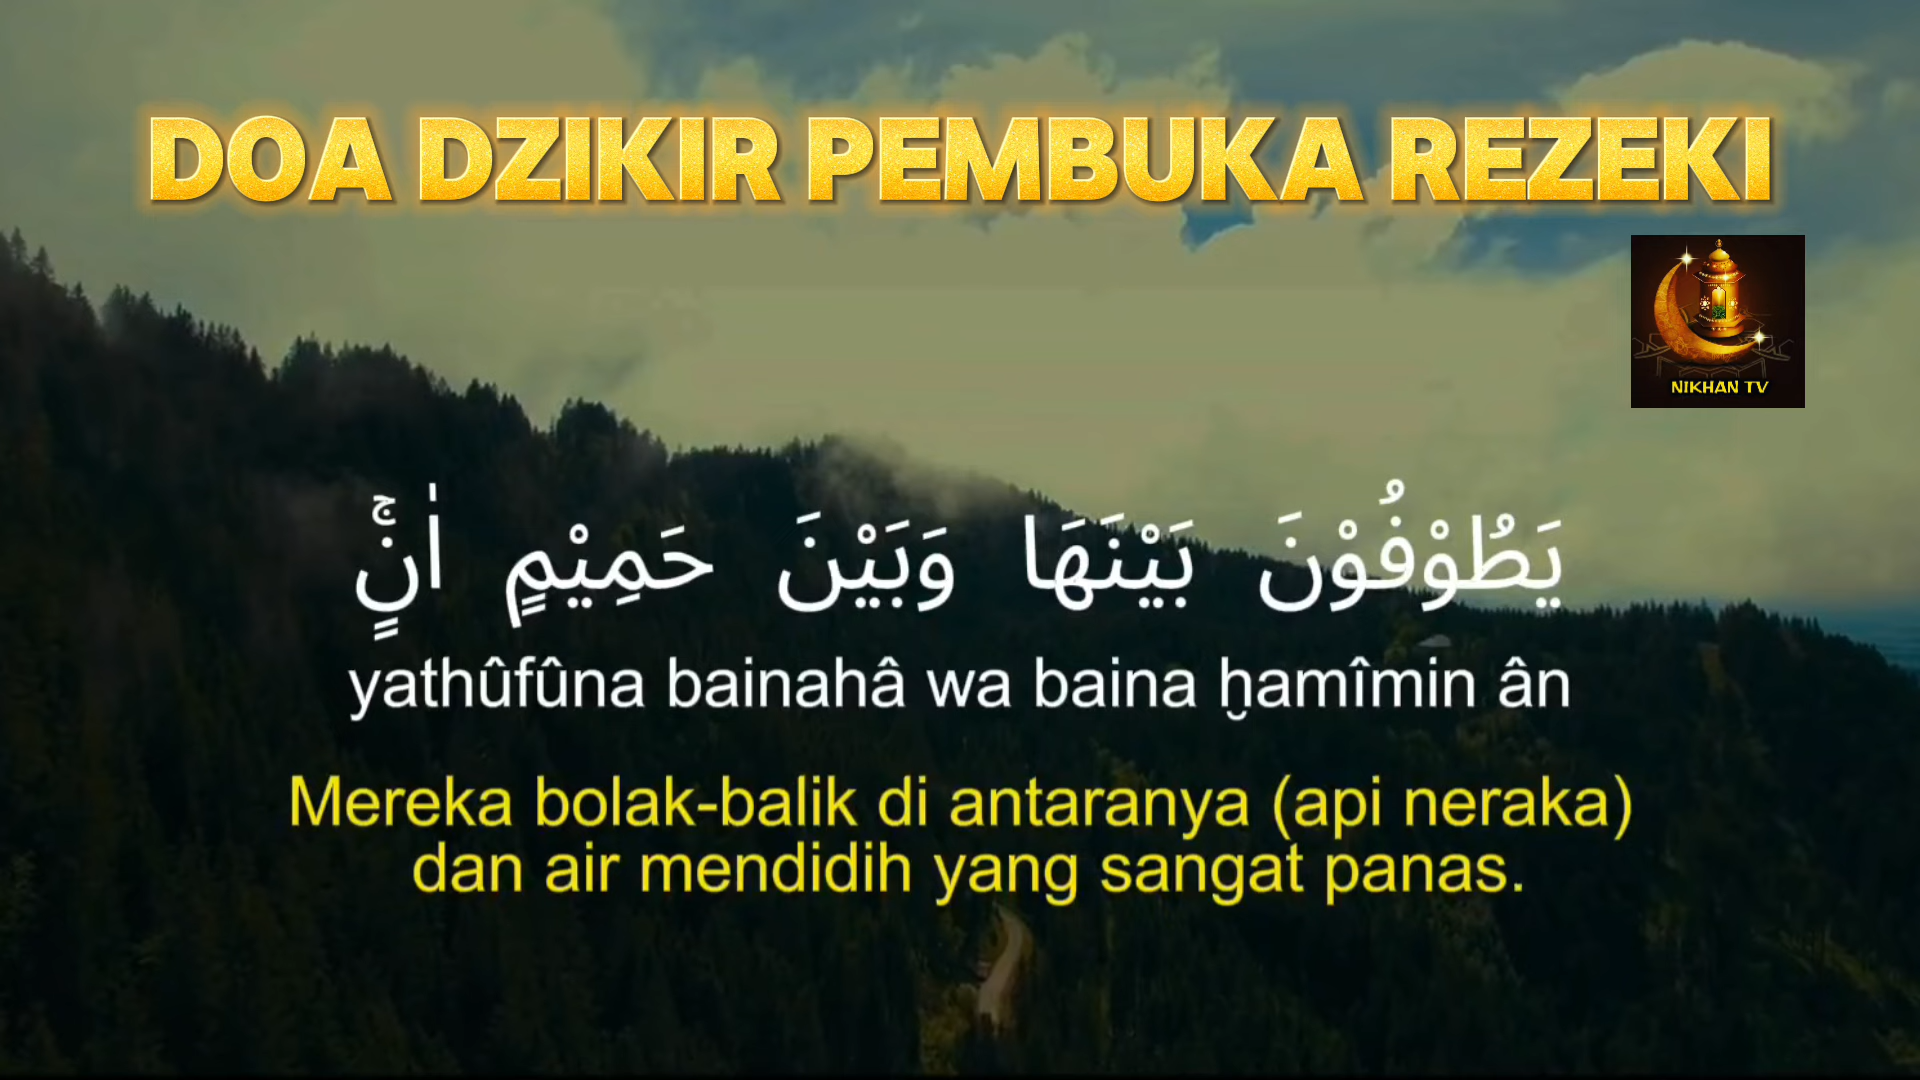 DOA DZIKIR PEMBUKA REZEKI
NIKHAN TV
يَطُوْفُوْنَ بَيْنَهَا وَبَيْنَ حَمِيْمٍ اٰنٍۚ
yathûfûna bainahâ wa baina ḫamîmin ân
Mereka bolak-balik di antaranya (api neraka)
dan air mendidih yang sangat panas.